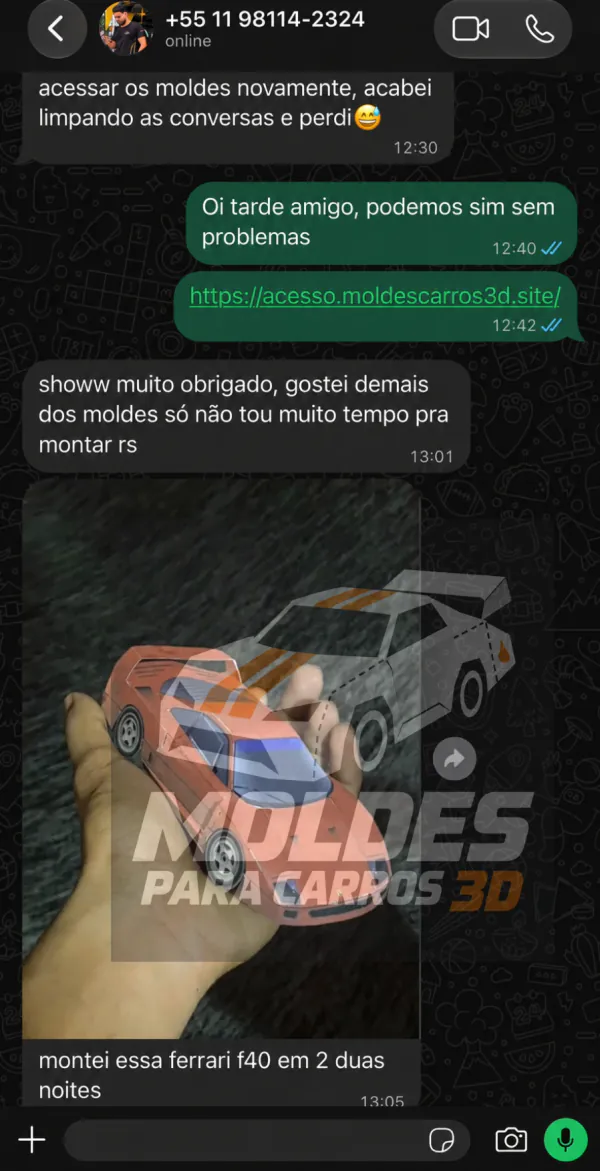 +55 11 98114-2324
online
acessar os moldes novamente, acabei
limpando as conversas e perdi😅
12:30
Oi tarde amigo, podemos sim sem
problemas
12:40
https://acesso.moldescarros3d.site/
12:42
showw muito obrigado, gostei demais
dos moldes só não tou muito tempo pra
montar rs
13:01
MOLDES
PARA CARROS 3D
montei essa ferrari f40 em 2 duas
noites
13:05